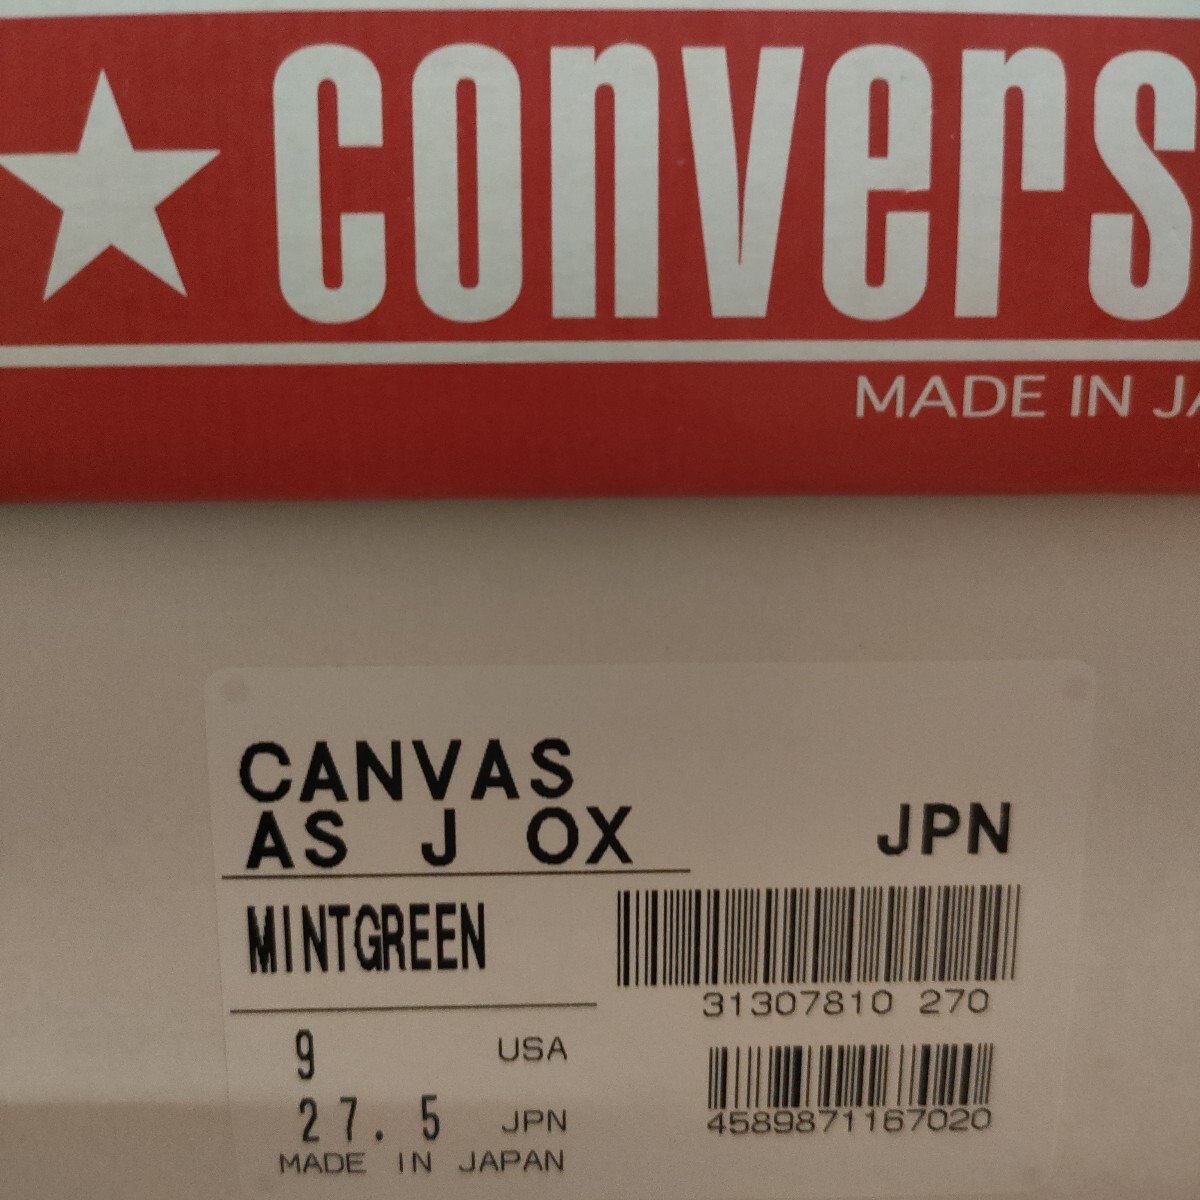 CONVERS
MADE IN JA
CANVAS
AS J OX
JPN
MINTGREEN
31307810 270
9 USA
27.5 JPN
4589871167020
MADE IN JAPAN